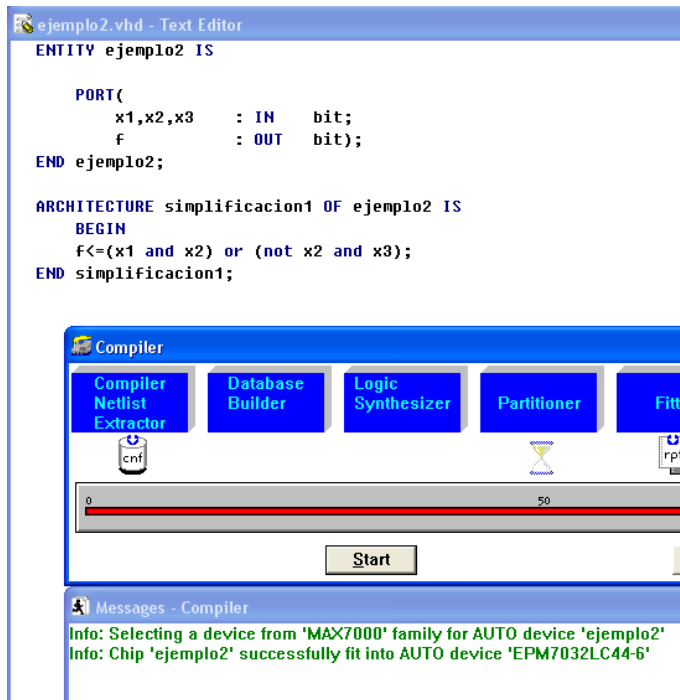 ejemplo2.vhd - Text Editor
ENTITY ejemplo2 IS
PORT(
x1,x2,x3 : IN bit;
f : OUT bit);
END ejemplo2;
ARCHITECTURE simplificacion1 OF ejemplo2 IS
BEGIN
f<=(x1 and x2) or (not x2 and x3);
END simplificacion1;
Compiler
Compiler Netlist Extractor
Database Builder
Logic Synthesizer
Partitioner
Fitt
cnf
rpt
0 50
Start
Messages - Compiler
Info: Selecting a device from 'MAX7000' family for AUTO device 'ejemplo2'
Info: Chip 'ejemplo2' successfully fit into AUTO device 'EPM7032LC44-6'